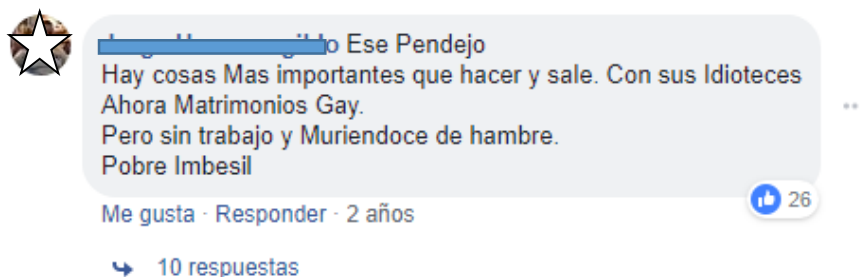 Ese Pendejo
Hay cosas Mas importantes que hacer y sale. Con sus Idioteces
Ahora Matrimonios Gay.
Pero sin trabajo y Muriendoce de hambre.
Pobre Imbesil
26
Me gusta · Responder · 2 años
10 respuestas